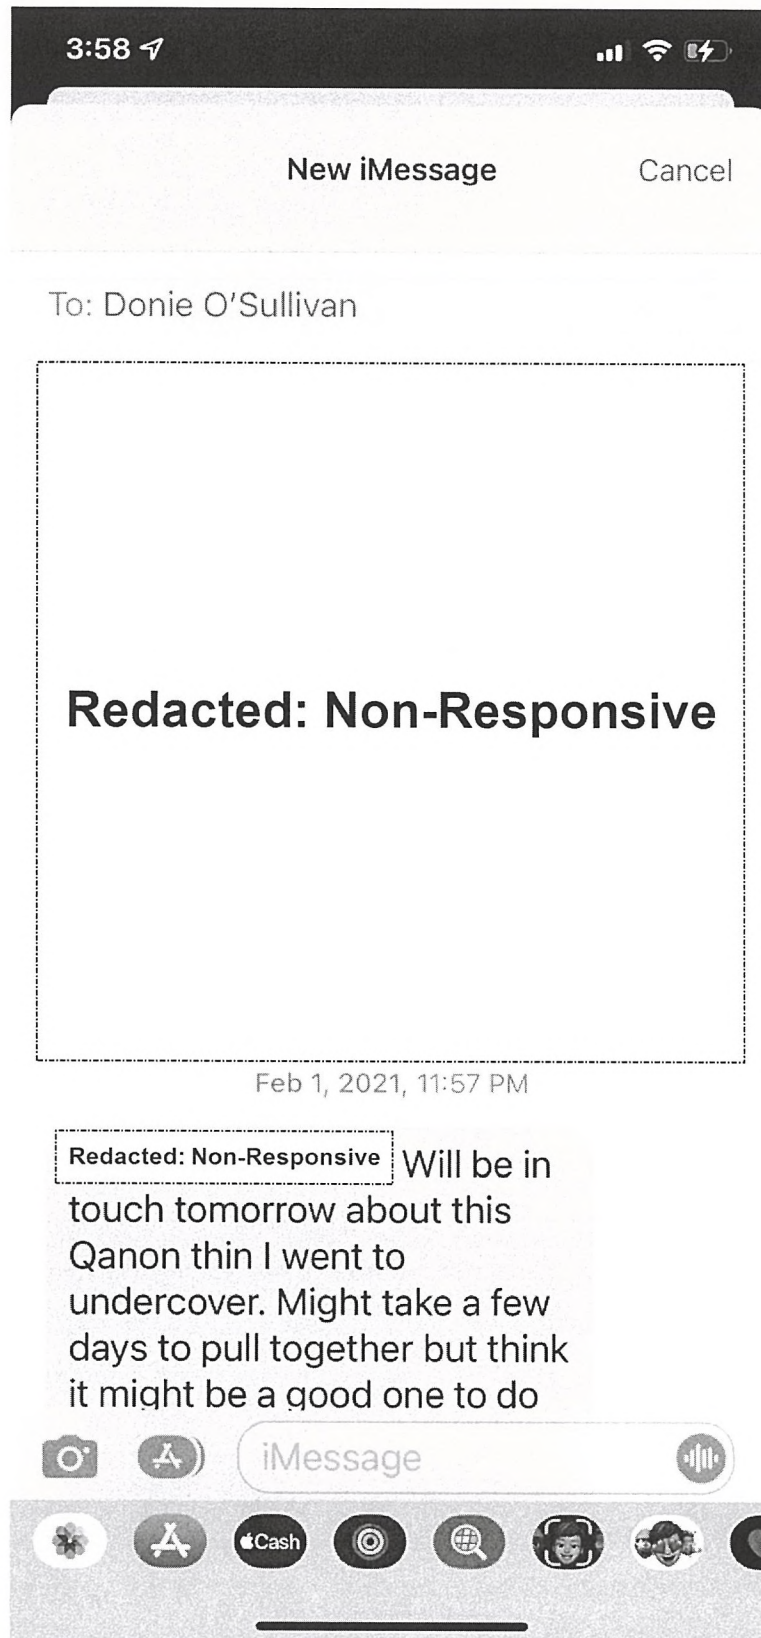 3:58
New iMessage Cancel
To: Donie O'Sullivan
Redacted: Non-Responsive
Feb 1, 2021, 11:57 PM
Redacted: Non-Responsive Will be in
touch tomorrow about this
Qanon thin I went to
undercover. Might take a few
days to pull together but think
it might be a good one to do
iMessage
Cash